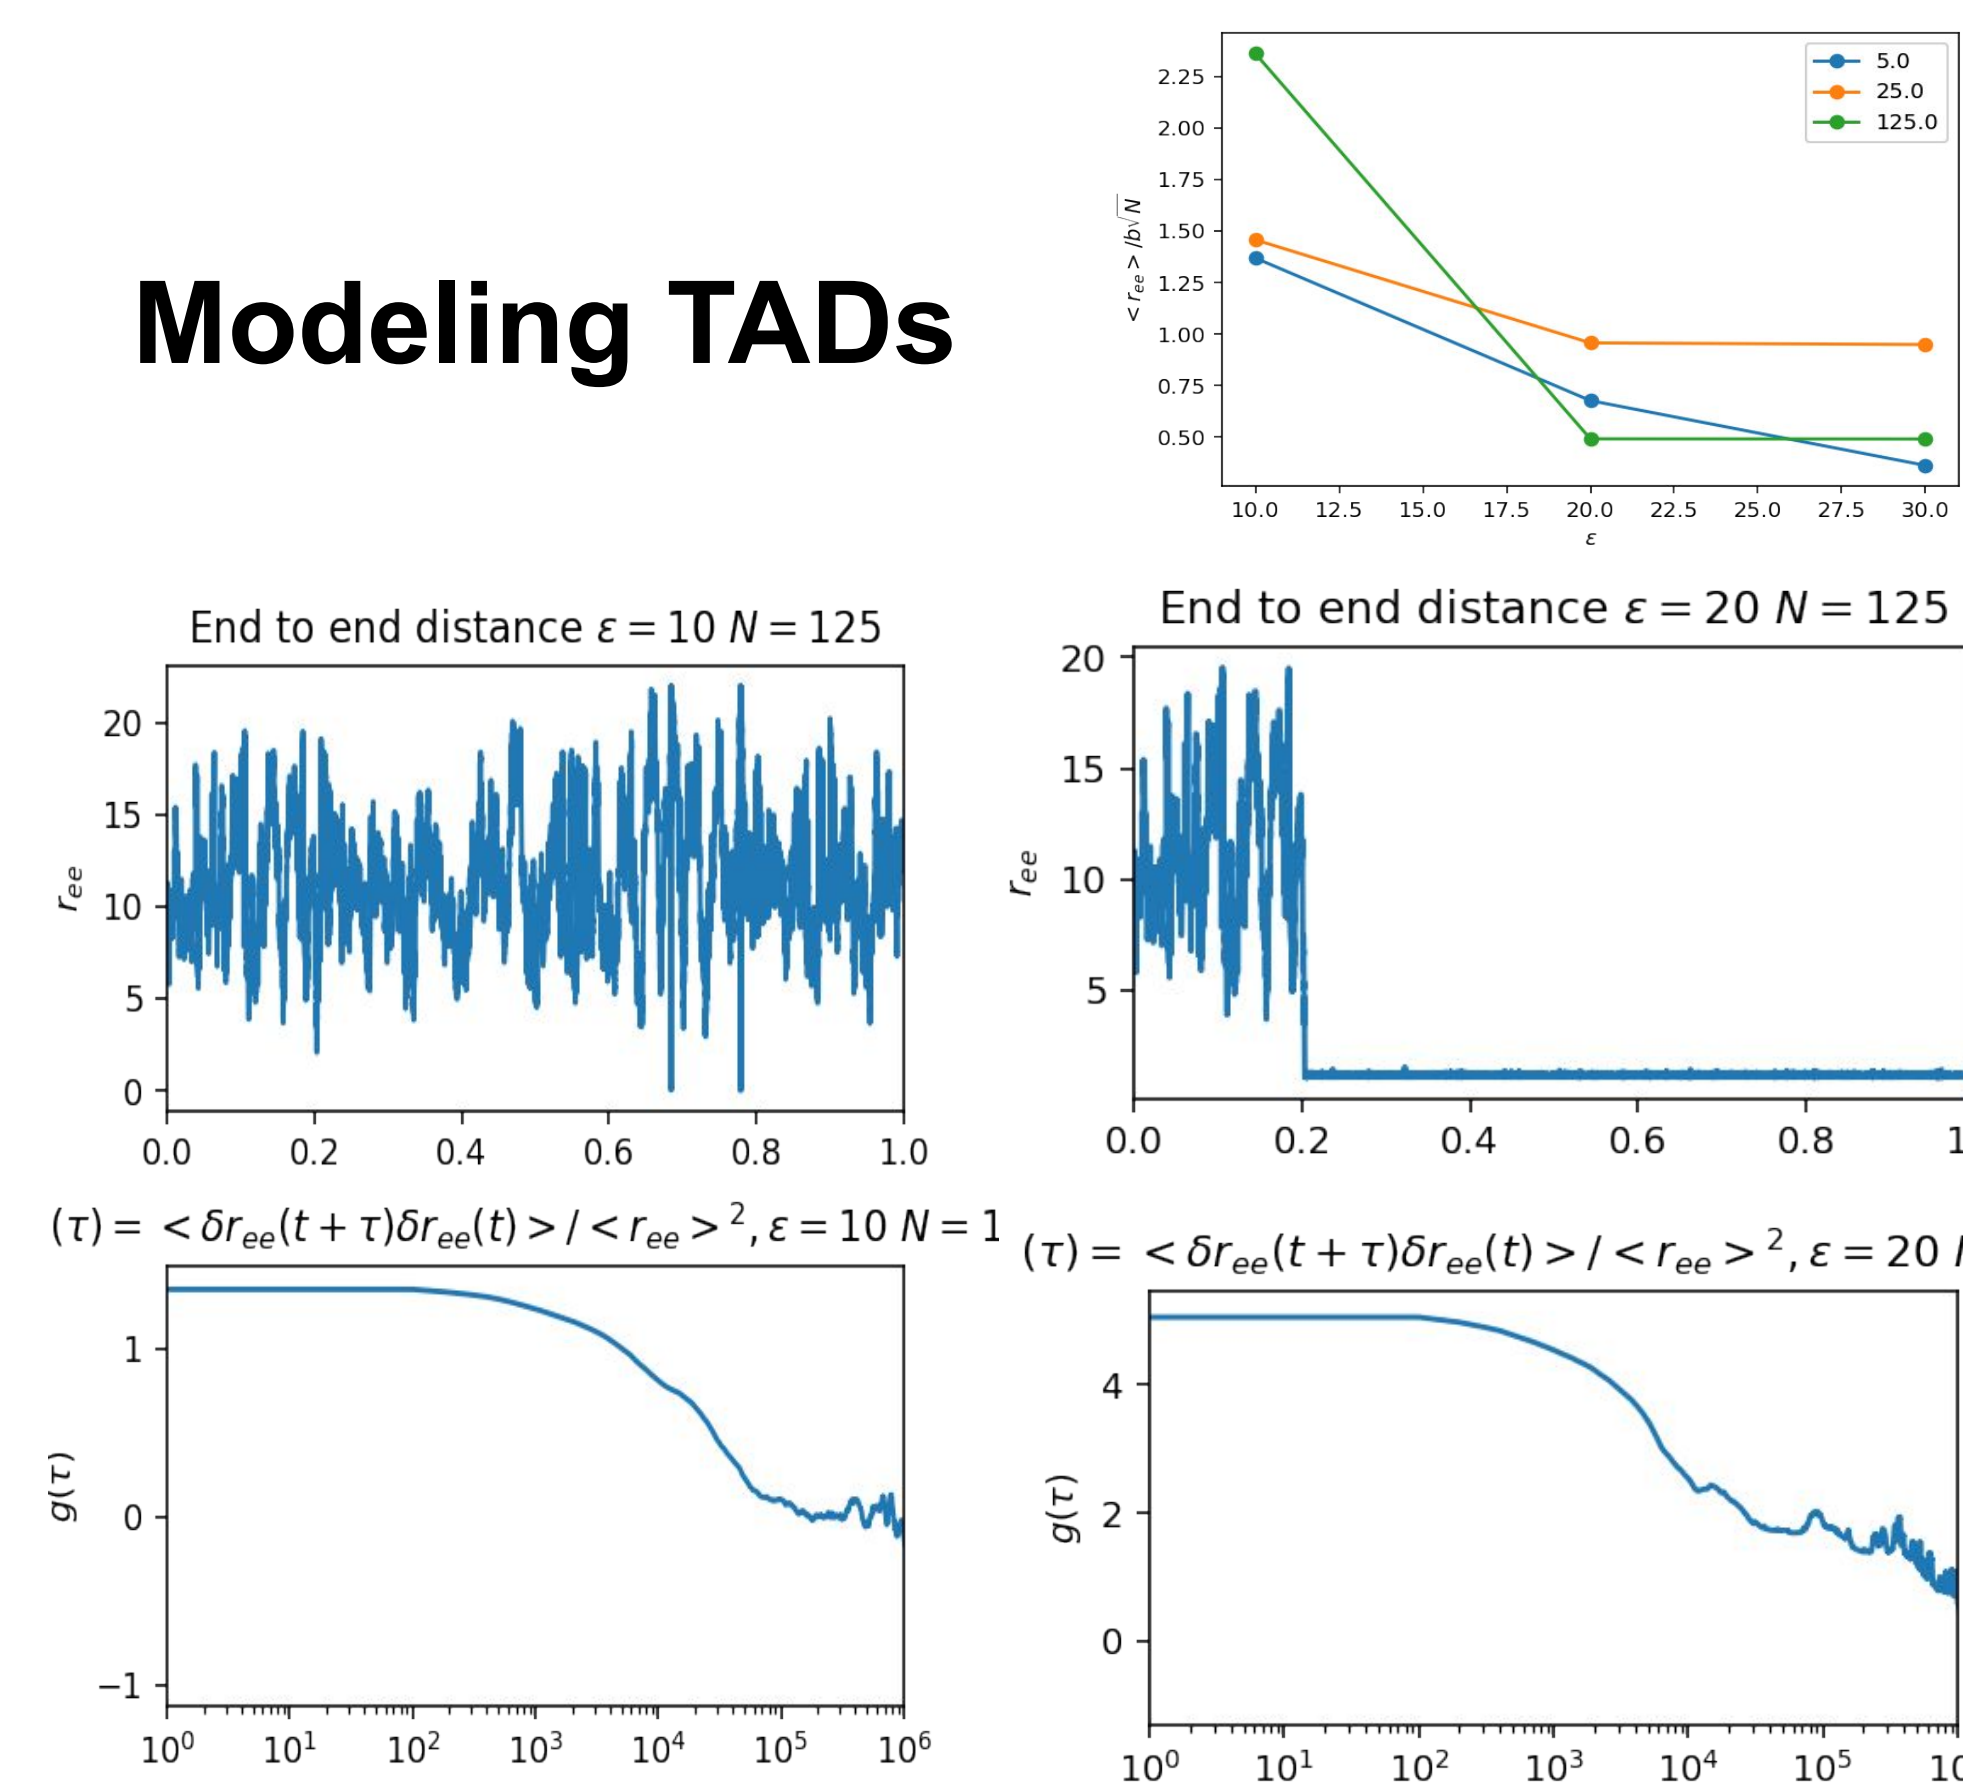 Modeling TADs
2.25
2.00
1.75
1.50
1.25
1.00
0.75
0.50
< r_ee > /b√N
5.0
25.0
125.0
10.0 12.5 15.0 17.5 20.0 22.5 25.0 27.5 30.0
ε
End to end distance ε = 10 N = 125
20
15
10
5
0
r_ee
0.0 0.2 0.4 0.6 0.8 1.0
End to end distance ε = 20 N = 125
20
15
10
5
r_ee
0.0 0.2 0.4 0.6 0.8 1
(τ) = < δr_ee(t + τ)δr_ee(t) > / < r_ee >², ε = 10 N = 1
1
0
−1
g(τ)
10⁰ 10¹ 10² 10³ 10⁴ 10⁵ 10⁶
(τ) = < δr_ee(t + τ)δr_ee(t) > / < r_ee >², ε = 20
4
2
0
g(τ)
10⁰ 10¹ 10² 10³ 10⁴ 10⁵ 10